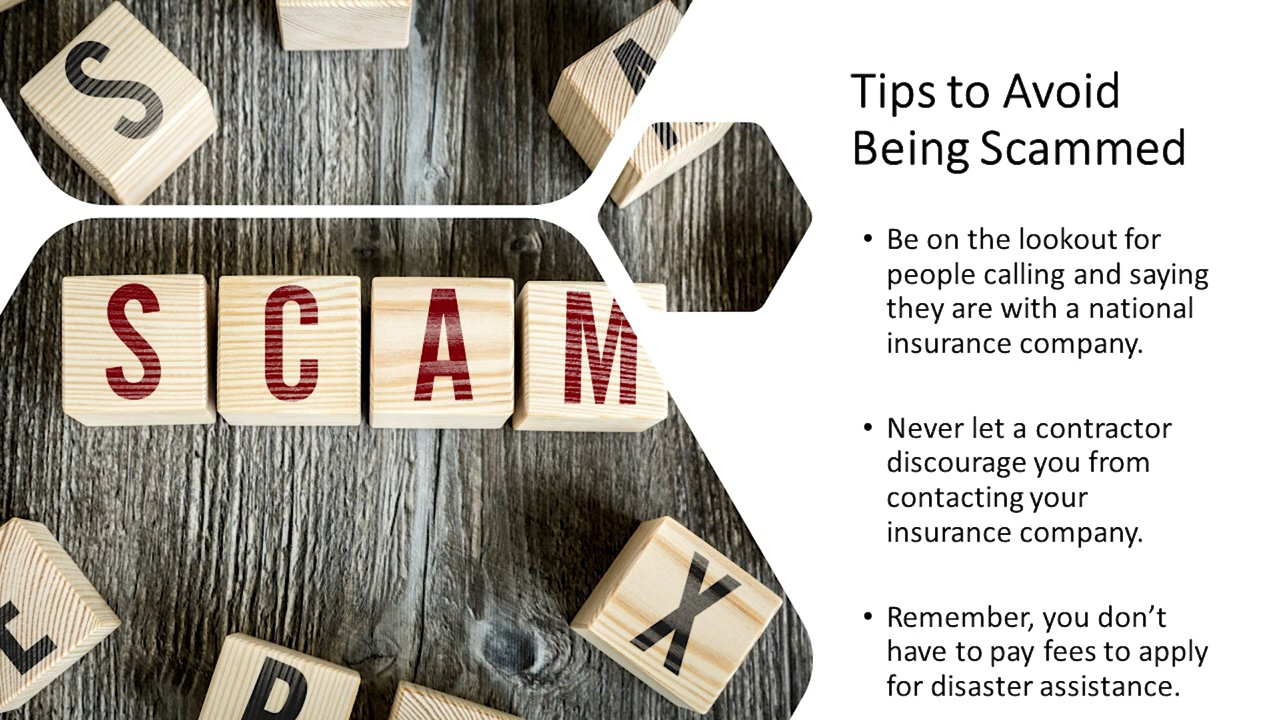 Tips to Avoid
Being Scammed
• Be on the lookout for
people calling and saying
they are with a national
insurance company.
• Never let a contractor
discourage you from
contacting your
insurance company.
• Remember, you don’t
have to pay fees to apply
for disaster assistance.
S
A
SCAM
E
P
X